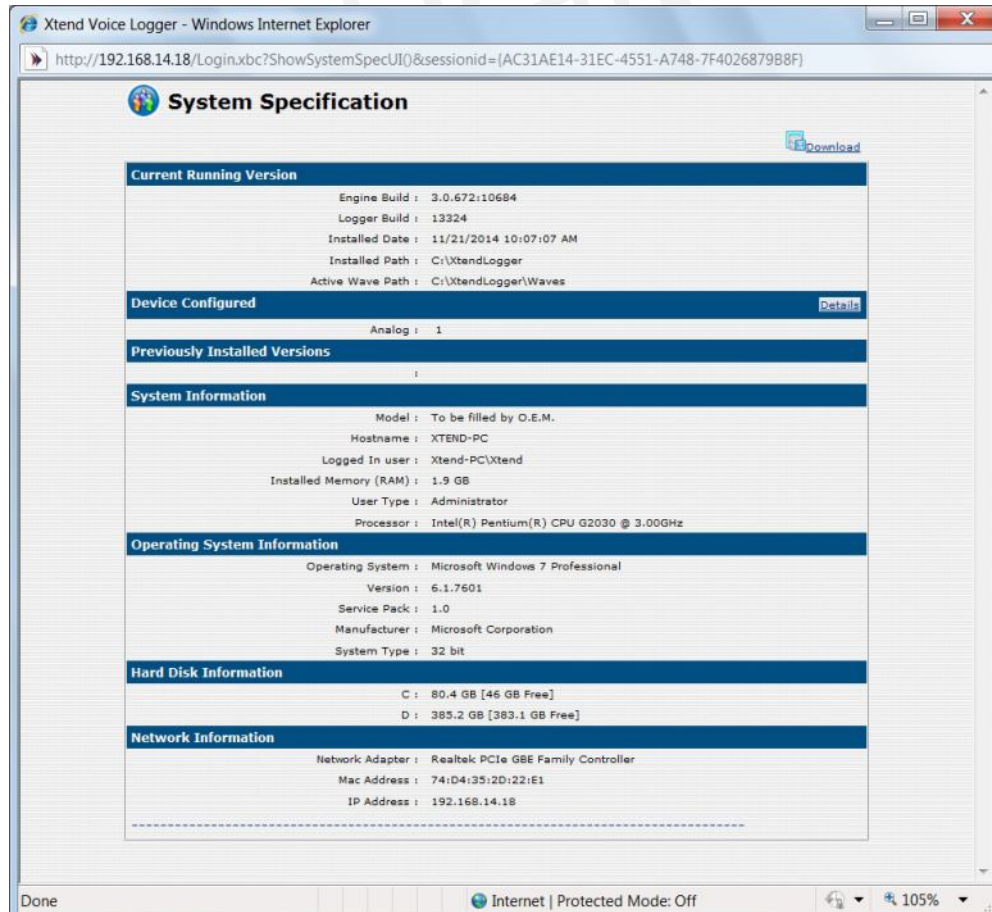 Xtend Voice Logger - Windows Internet Explorer
http://192.168.14.18/Login.xbc?ShowSystemSpecUI()&sessionid={AC31AE14-31EC-4551-A748-7F4026879B8F}
System Specification
Download
Current Running Version
Engine Build : 3.0.672:10684
Logger Build : 13324
Installed Date : 11/21/2014 10:07:07 AM
Installed Path : C:\XtendLogger
Active Wave Path : C:\XtendLogger\Waves
Device Configured Details
Analog : 1
Previously Installed Versions
:
System Information
Model : To be filled by O.E.M.
Hostname : XTEND-PC
Logged In user : Xtend-PC\Xtend
Installed Memory (RAM) : 1.9 GB
User Type : Administrator
Processor : Intel(R) Pentium(R) CPU G2030 @ 3.00GHz
Operating System Information
Operating System : Microsoft Windows 7 Professional
Version : 6.1.7601
Service Pack : 1.0
Manufacturer : Microsoft Corporation
System Type : 32 bit
Hard Disk Information
C : 80.4 GB [46 GB Free]
D : 385.2 GB [383.1 GB Free]
Network Information
Network Adapter : Realtek PCIe GBE Family Controller
Mac Address : 74:D4:35:2D:22:E1
IP Address : 192.168.14.18
Done Internet | Protected Mode: Off 105%